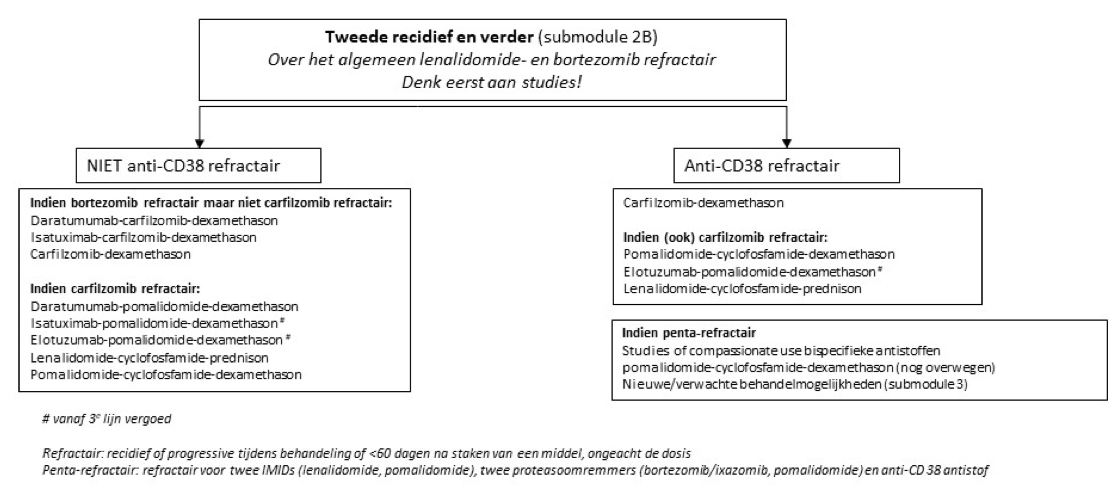 Tweede recidief en verder (submodule 2B)
Over het algemeen lenalidomide- en bortezomib refractair
Denk eerst aan studies!
NIET anti-CD38 refractair
Indien bortezomib refractair maar niet carfilzomib refractair:
Daratumumab-carfilzomib-dexamethason
Isatuximab-carfilzomib-dexamethason
Carfilzomib-dexamethason
Indien carfilzomib refractair:
Daratumumab-pomalidomide-dexamethason
Isatuximab-pomalidomide-dexamethason#
Elotuzumab-pomalidomide-dexamethason#
Lenalidomide-cyclofosfamide-prednison
Pomalidomide-cyclofosfamide-dexamethason
Anti-CD38 refractair
Carfilzomib-dexamethason
Indien (ook) carfilzomib refractair:
Pomalidomide-cyclofosfamide-dexamethason
Elotuzumab-pomalidomide-dexamethason#
Lenalidomide-cyclofosfamide-prednison
Indien penta-refractair
Studies of compassionate use bispecifieke antistoffen
pomalidomide-cyclofosfamide-dexamethason (nog overwegen)
Nieuwe/verwachte behandelmogelijkheden (submodule 3)
# vanaf 3e lijn vergoed
Refractair: recidief of progressive tijdens behandeling of <60 dagen na staken van een middel, ongeacht de dosis
Penta-refractair: refractair voor twee IMIDs (lenalidomide, pomalidomide), twee proteasoomremmers (bortezomib/ixazomib, pomalidomide) en anti-CD 38 antistof